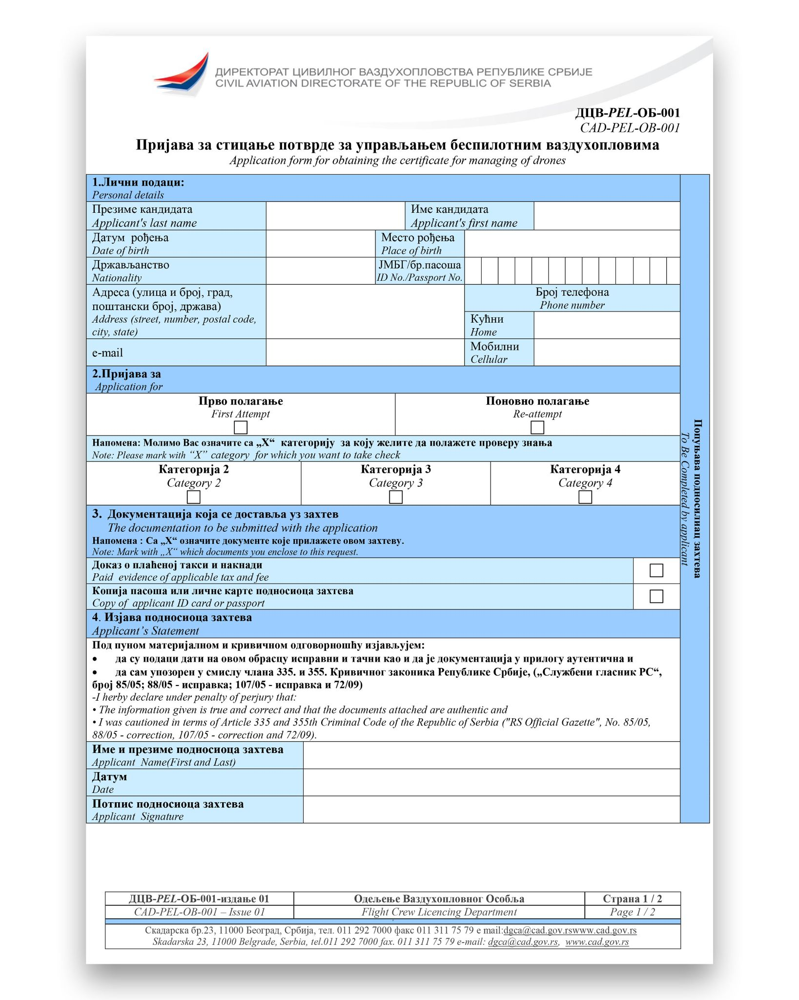 ДИРЕКТОРАТ ЦИВИЛНОГ ВАЗДУХОПЛОВСТВА РЕПУБЛИКЕ СРБИЈЕ
CIVIL AVIATION DIRECTORATE OF THE REPUBLIC OF SERBIA
ДЦВ-PEL-ОБ-001
CAD-PEL-OB-001
Пријава за стицање потврде за управљањем беспилотним ваздухопловима
Application form for obtaining the certificate for managing of drones
1.Лични подаци:
Personal details
Презиме кандидата
Applicant's last name
Име кандидата
Applicant's first name
Датум рођења
Date of birth
Место рођења
Place of birth
Држављанство
Nationality
ЈМБГ/бр.пасоша
ID No./Passport No.
Адреса (улица и број, град,
поштански број, држава)
Address (street, number, postal code,
city, state)
Број телефона
Phone number
Кућни
Home
e-mail
Мобилни
Cellular
2.Пријава за
Application for
Прво полагање
First Attempt
Поновно полагање
Re-attempt
Напомена: Молимо Вас означите са „X“ категорију за коју желите да полажете проверу знања
Note: Please mark with “X” category for which you want to take check
Категорија 2
Category 2
Категорија 3
Category 3
Категорија 4
Category 4
3. Документација која се доставља уз захтев
The documentation to be submitted with the application
Напомена : Са „X“ означите документе које прилажете овом захтеву.
Note: Mark with „X“ which documents you enclose to this request.
Доказ о плаћеној такси и накнади
Paid evidence of applicable tax and fee
Копија пасоша или личне карте подносиоца захтева
Copy of applicant ID card or passport
4. Изјава подносиоца захтева
Applicant’s Statement
Под пуном материјалном и кривичном одговорношћу изјављујем:
• да су подаци дати на овом обрасцу исправни и тачни као и да је документација у прилогу аутентична и
• да сам упозорен у смислу члана 335. и 355. Кривичног законика Републике Србије, („Службени гласник РС“,
број 85/05; 88/05 - исправка; 107/05 - исправка и 72/09)
-I herby declare under penalty of perjury that:
• The information given is true and correct and that the documents attached are authentic and
• I was cautioned in terms of Article 335 and 355th Criminal Code of the Republic of Serbia ("RS Official Gazette", No. 85/05,
88/05 - correction, 107/05 - correction and 72/09).
Име и презиме подносиоца захтева
Applicant Name(First and Last)
Датум
Date
Потпис подносиоца захтева
Applicant Signature
Попуњава подносилиац захтева
To Be Completed by applicant
ДЦВ-PEL-ОБ-001-издање 01
Одељење Ваздухопловног Особља
Страна 1 / 2
CAD-PEL-OB-001 – Issue 01
Flight Crew Licencing Department
Page 1 / 2
Скадарска бр.23, 11000 Београд, Србија, тел. 011 292 7000 факс 011 311 75 79 e mail:dgca@cad.gov.rswww.cad.gov.rs
Skadarska 23, 11000 Belgrade, Serbia, tel.011 292 7000 fax. 011 311 75 79 e-mail: dgca@cad.gov.rs, www.cad.gov.rs